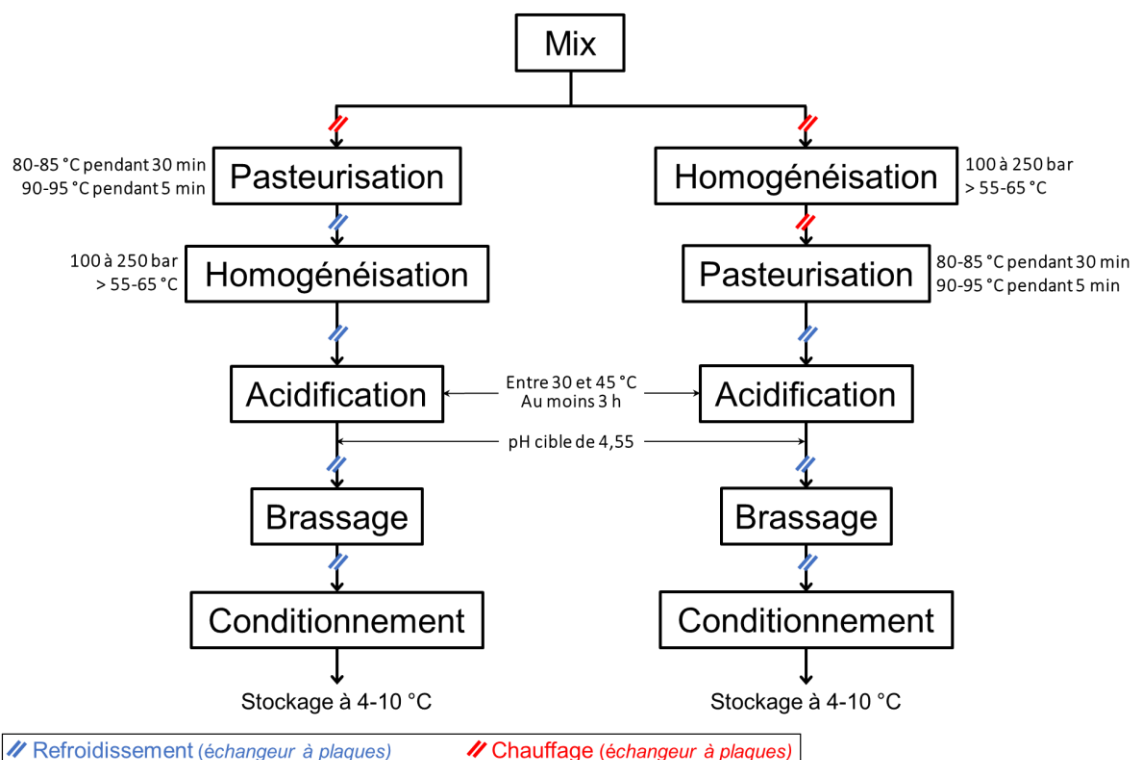 Mix
80-85 °C pendant 30 min
90-95 °C pendant 5 min
Pasteurisation
Homogénéisation
100 à 250 bar
> 55-65 °C
100 à 250 bar
> 55-65 °C
Homogénéisation
Pasteurisation
80-85 °C pendant 30 min
90-95 °C pendant 5 min
Acidification
Entre 30 et 45 °C
Au moins 3 h
Acidification
pH cible de 4,55
Brassage
Brassage
Conditionnement
Conditionnement
Stockage à 4-10 °C
Stockage à 4-10 °C
Refroidissement (échangeur à plaques)
Chauffage (échangeur à plaques)